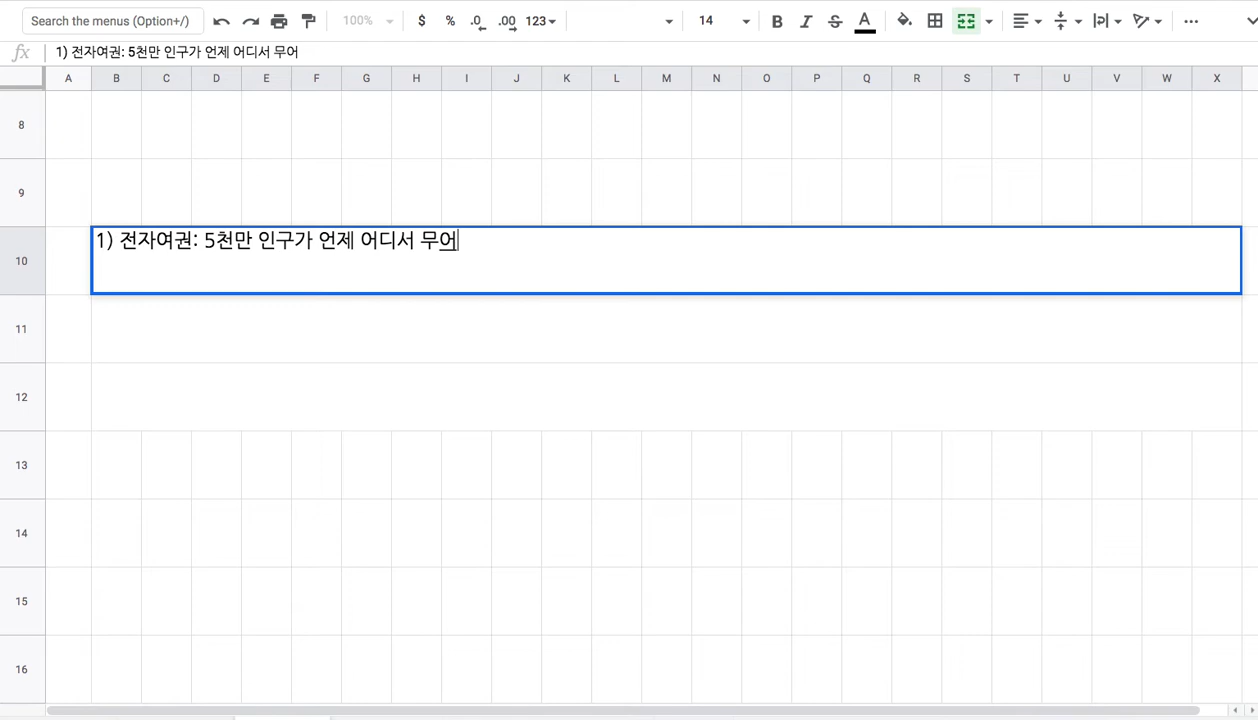 Search the menus (Option+/)
100%
$
%
.0
.00
123
14
B
I
S
A
fx
1) 전자여권: 5천만 인구가 언제 어디서 무어
A B C D E F G H I J K L M N O P Q R S T U V W X
8
9
10
1) 전자여권: 5천만 인구가 언제 어디서 무어
11
12
13
14
15
16